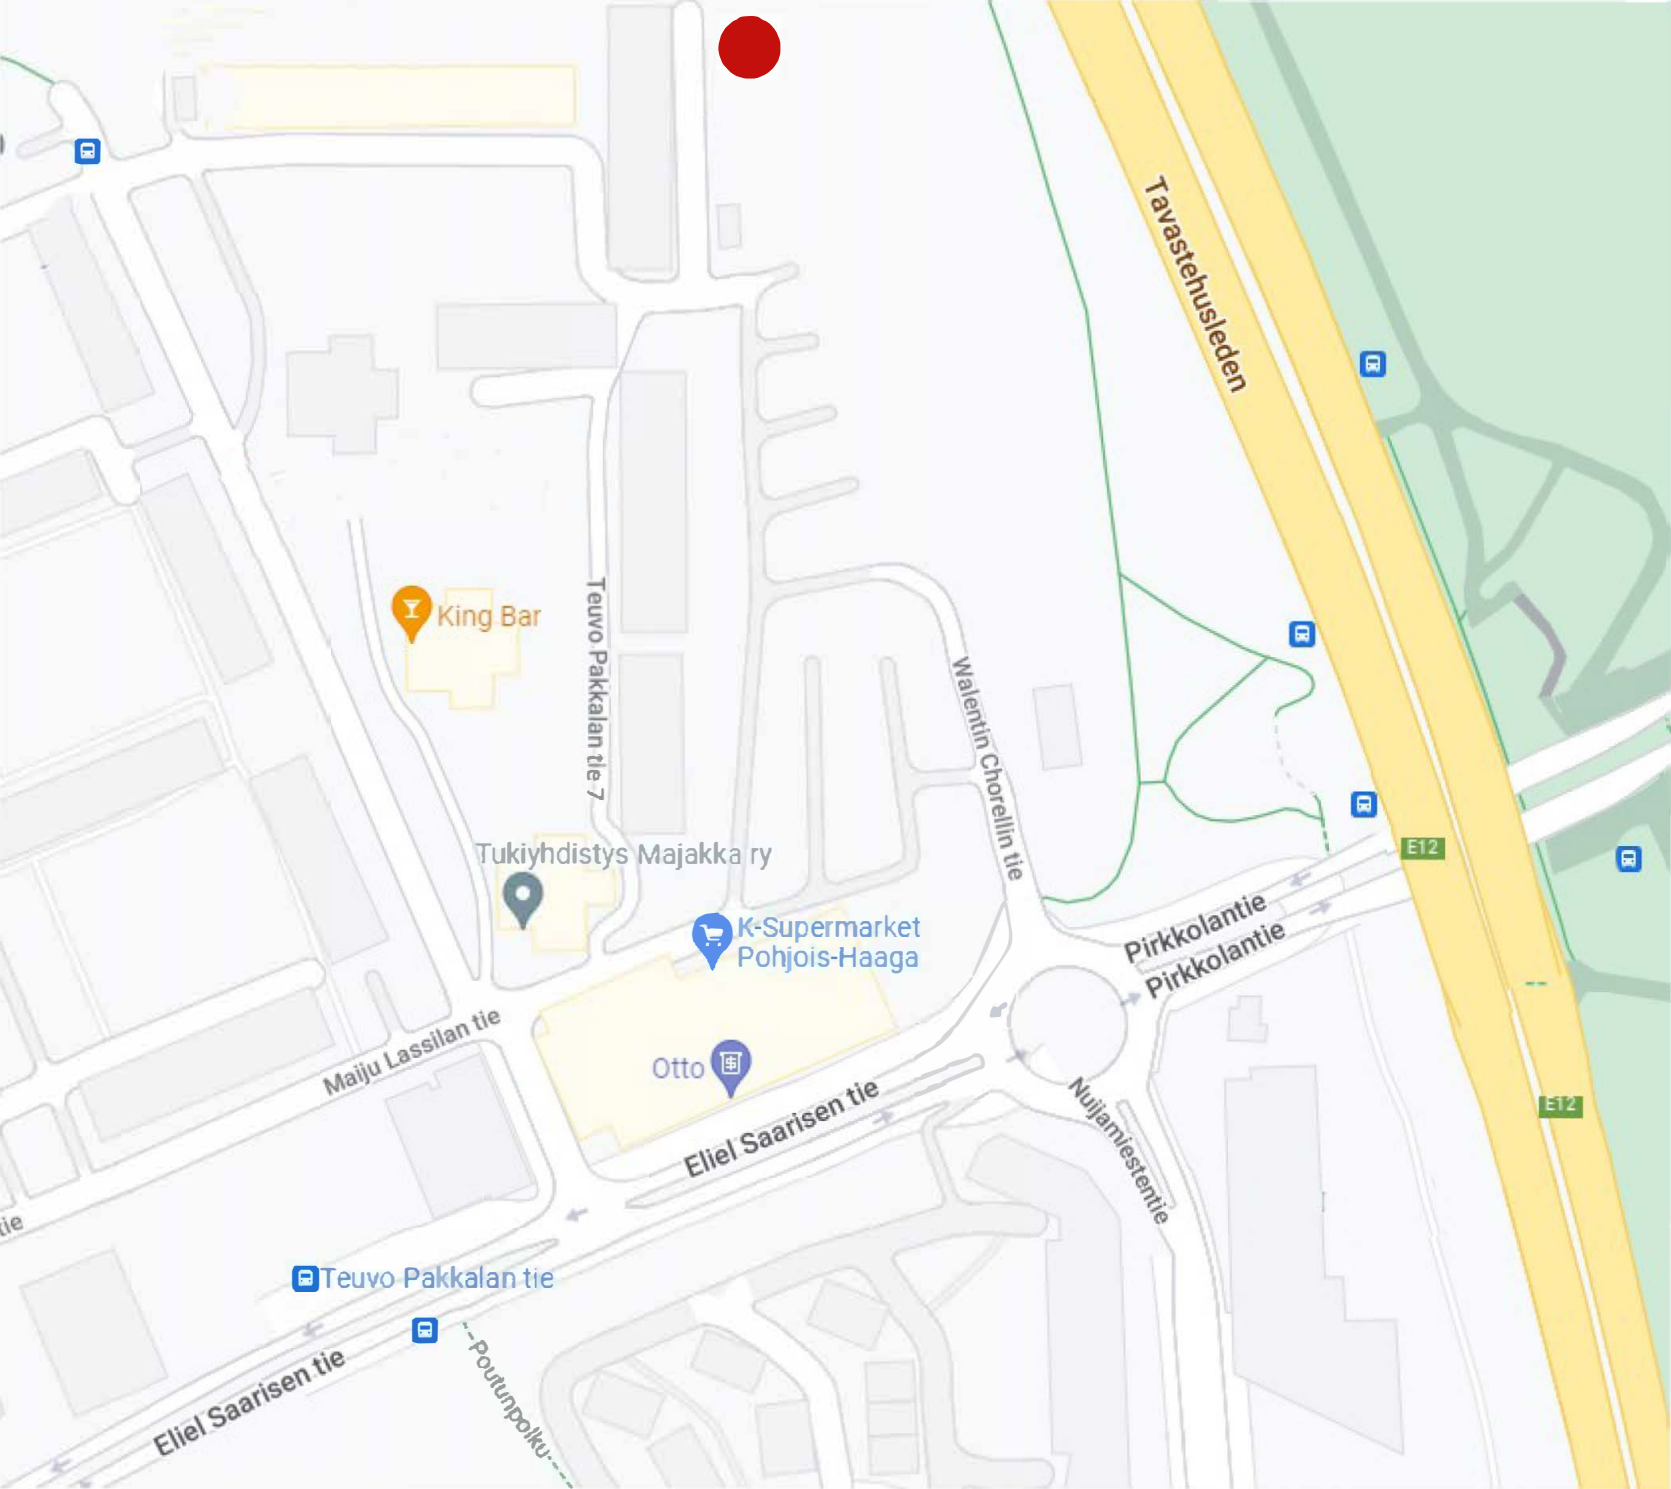 Tavastehusleden
King Bar
Teuvo Pakkalan tie 7
Walentin Chorellin tie
Tukiyhdistys Majakka ry
E12
K-Supermarket
Pohjois-Haaga
Pirkkolantie
Pirkkolantie
Maiju Lassilan tie
Otto
Eliel Saarisen tie
Nuijamiestentie
E12
tie
Teuvo Pakkalan tie
Eliel Saarisen tie
Poutunpolku